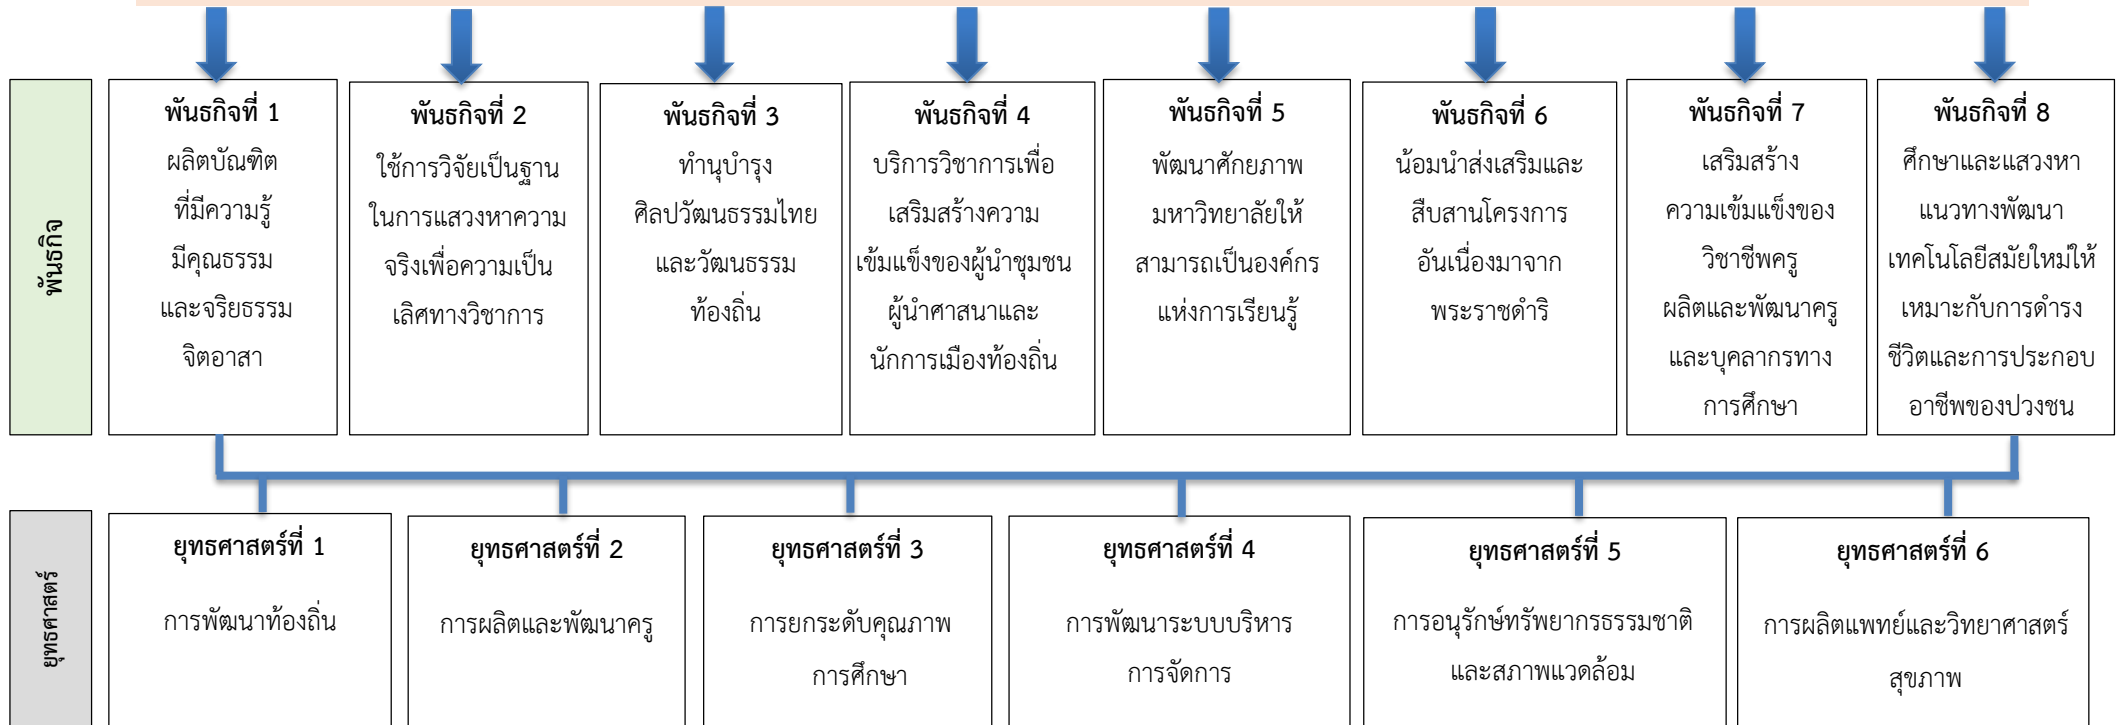 พันธกิจ
พันธกิจที่ 1
ผลิตบัณฑิต
ที่มีความรู้
มีคุณธรรม
และจริยธรรม
จิตอาสา
พันธกิจที่ 2
ใช้การวิจัยเป็นฐาน
ในการแสวงหาความ
จริงเพื่อความเป็น
เลิศทางวิชาการ
พันธกิจที่ 3
ทำนุบำรุง
ศิลปวัฒนธรรมไทย
และวัฒนธรรม
ท้องถิ่น
พันธกิจที่ 4
บริการวิชาการเพื่อ
เสริมสร้างความ
เข้มแข็งของผู้นำชุมชน
ผู้นำศาสนาและ
นักการเมืองท้องถิ่น
พันธกิจที่ 5
พัฒนาศักยภาพ
มหาวิทยาลัยให้
สามารถเป็นองค์กร
แห่งการเรียนรู้
พันธกิจที่ 6
น้อมนำส่งเสริมและ
สืบสานโครงการ
อันเนื่องมาจาก
พระราชดำริ
พันธกิจที่ 7
เสริมสร้าง
ความเข้มแข็งของ
วิชาชีพครู
ผลิตและพัฒนาครู
และบุคลากรทาง
การศึกษา
พันธกิจที่ 8
ศึกษาและแสวงหา
แนวทางพัฒนา
เทคโนโลยีสมัยใหม่ให้
เหมาะกับการดำรง
ชีวิตและการประกอบ
อาชีพของปวงชน
ยุทธศาสตร์
ยุทธศาสตร์ที่ 1
การพัฒนาท้องถิ่น
ยุทธศาสตร์ที่ 2
การผลิตและพัฒนาครู
ยุทธศาสตร์ที่ 3
การยกระดับคุณภาพ
การศึกษา
ยุทธศาสตร์ที่ 4
การพัฒนาระบบบริหาร
การจัดการ
ยุทธศาสตร์ที่ 5
การอนุรักษ์ทรัพยากรธรรมชาติ
และสภาพแวดล้อม
ยุทธศาสตร์ที่ 6
การผลิตแพทย์และวิทยาศาสตร์
สุขภาพ